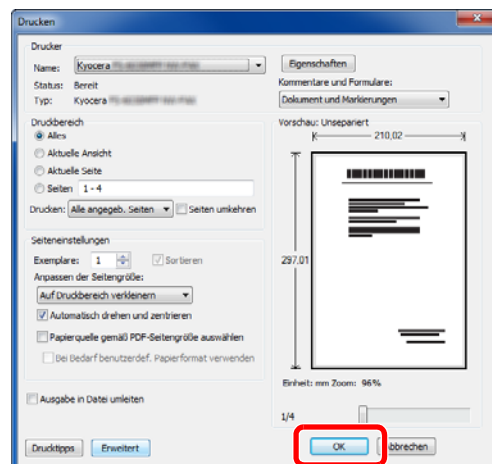 Drucken
Drucker
Name: Kyocera
Eigenschaften
Status: Bereit
Kommentare und Formulare:
Typ: Kyocera
Dokument und Markierungen
Druckbereich
Alles
Aktuelle Ansicht
Aktuelle Seite
Seiten 1 - 4
Drucken: Alle angegeb. Seiten Seiten umkehren
Seiteneinstellungen
Exemplare: 1 Sortieren
Anpassen der Seitengröße:
Auf Druckbereich verkleinern
Automatisch drehen und zentrieren
Papierquelle gemäß PDF-Seitengröße auswählen
Bei Bedarf benutzerdef. Papierformat verwenden
Ausgabe in Datei umleiten
Vorschau: Unsepariert
210,02
297,01
Einheit: mm Zoom: 96%
1/4
Drucktipps Erweitert OK Abbrechen